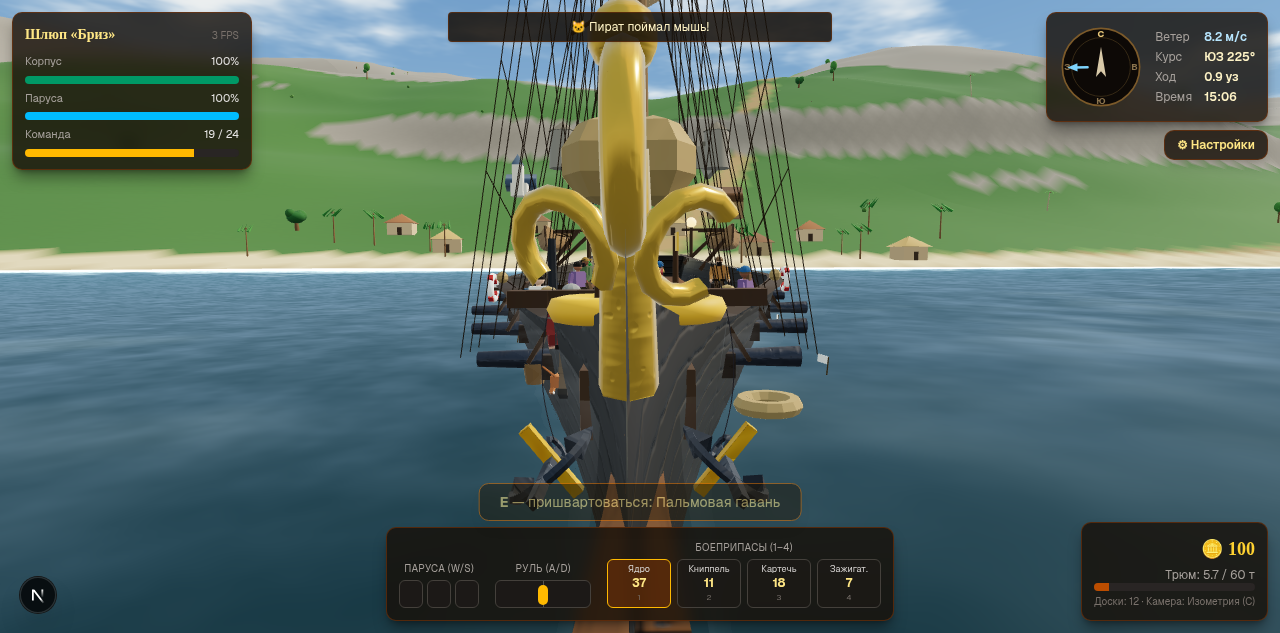 Шлюп «Бриз»
3 FPS
Корпус 100%
Паруса 100%
Команда 19 / 24
🐱 Пират поймал мышь!
С
З В
Ю
Ветер 8.2 м/с
Курс ЮЗ 225°
Ход 0.9 уз
Время 15:06
⚙ Настройки
E — пришвартоваться: Пальмовая гавань
БОЕПРИПАСЫ (1–4)
ПАРУСА (W/S)
РУЛЬ (A/D)
Ядро Книппель Картечь Зажигат.
37 11 18 7
1 2 3 4
🪙 100
Трюм: 5.7 / 60 т
Доски: 12 · Камера: Изометрия (C)
N